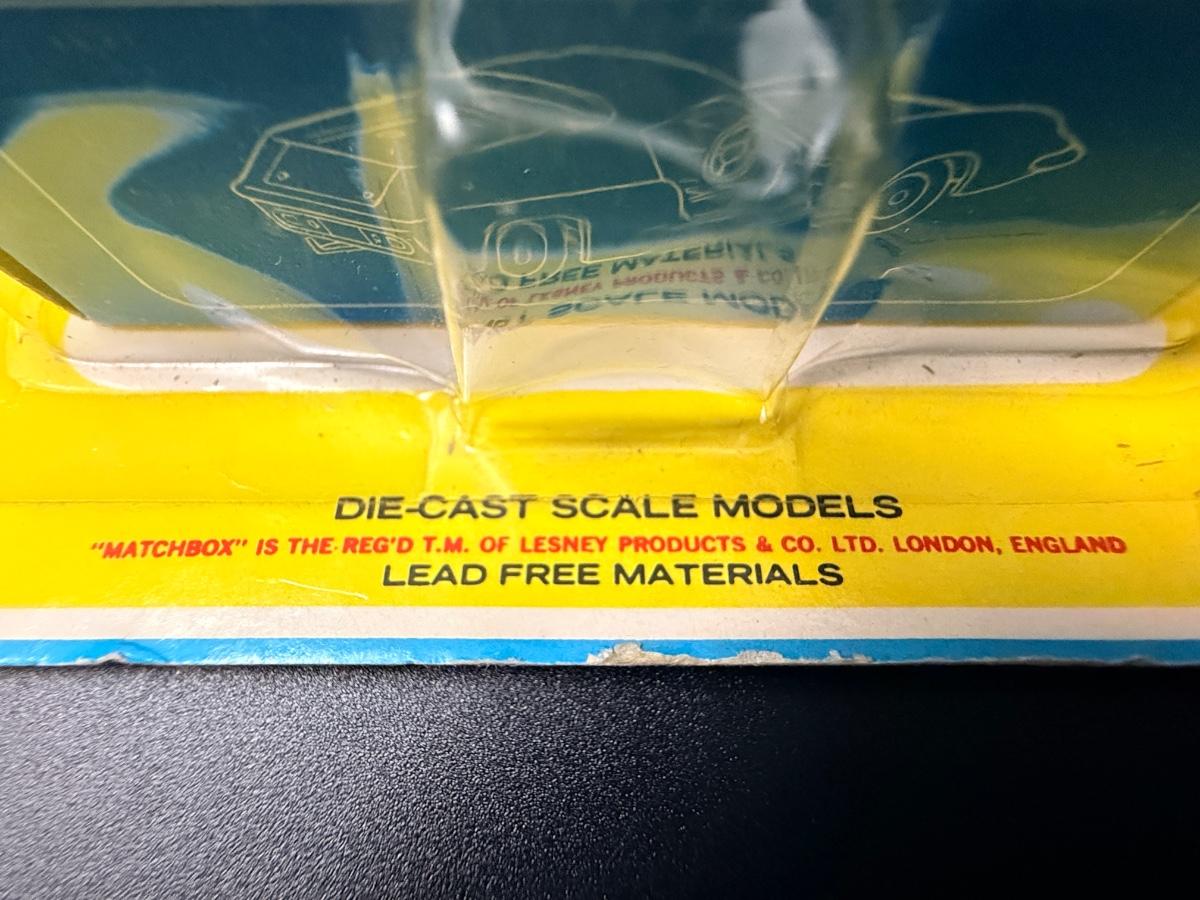 DIE-CAST SCALE MODELS
"MATCHBOX" IS THE REG'D T.M. OF LESNEY PRODUCTS & CO. LTD. LONDON, ENGLAND
LEAD FREE MATERIALS